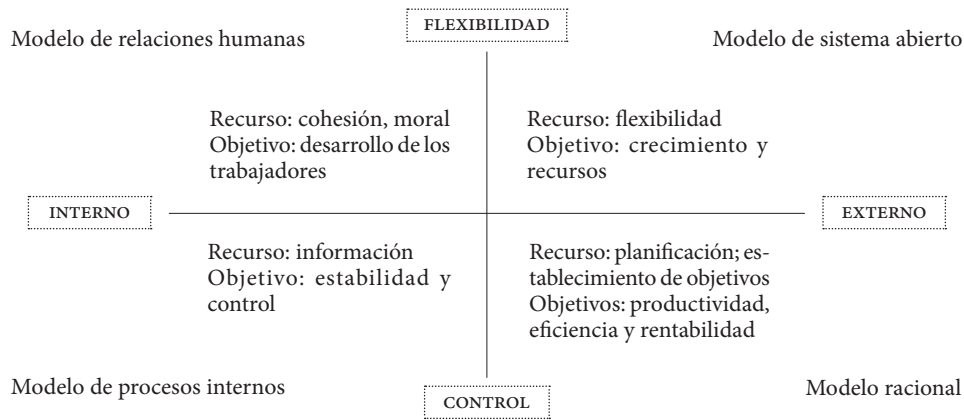 FLEXIBILIDAD
Modelo de relaciones humanas
Modelo de sistema abierto
Recurso: cohesión, moral
Objetivo: desarrollo de los
trabajadores
Recurso: flexibilidad
Objetivo: crecimiento y
recursos
INTERNO
EXTERNO
Recurso: información
Objetivo: estabilidad y
control
Recurso: planificación; es-
tablecimiento de objetivos
Objetivos: productividad,
eficiencia y rentabilidad
Modelo de procesos internos
Modelo racional
CONTROL